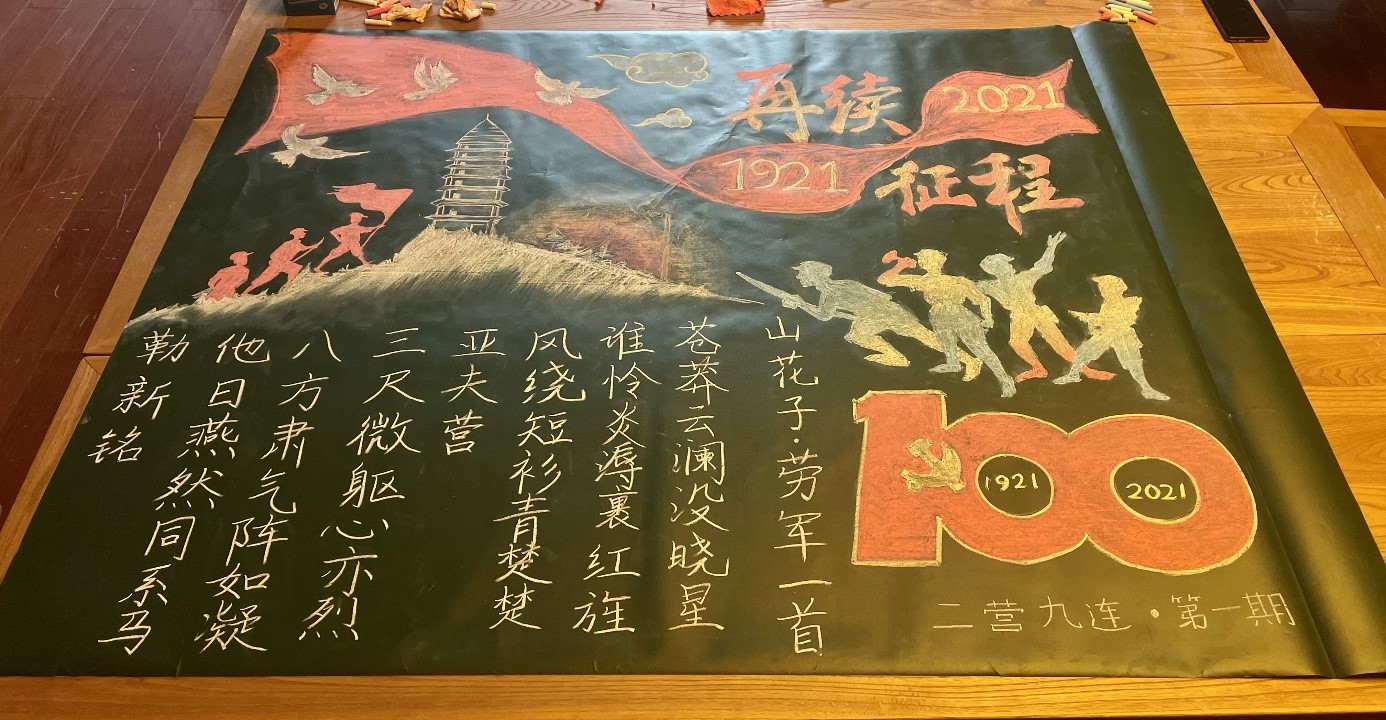 再续
2021
1921
征程
山花子·劳军一首
苍莽云澜没晓星
谁怜炎溽裹红旌
风绕短衫青楚楚
亚夫营
三尺微躯心亦烈
八方肃气阵如凝
他日燕然同系马
勒新铭
100
1921
2021
二营九连·第一期